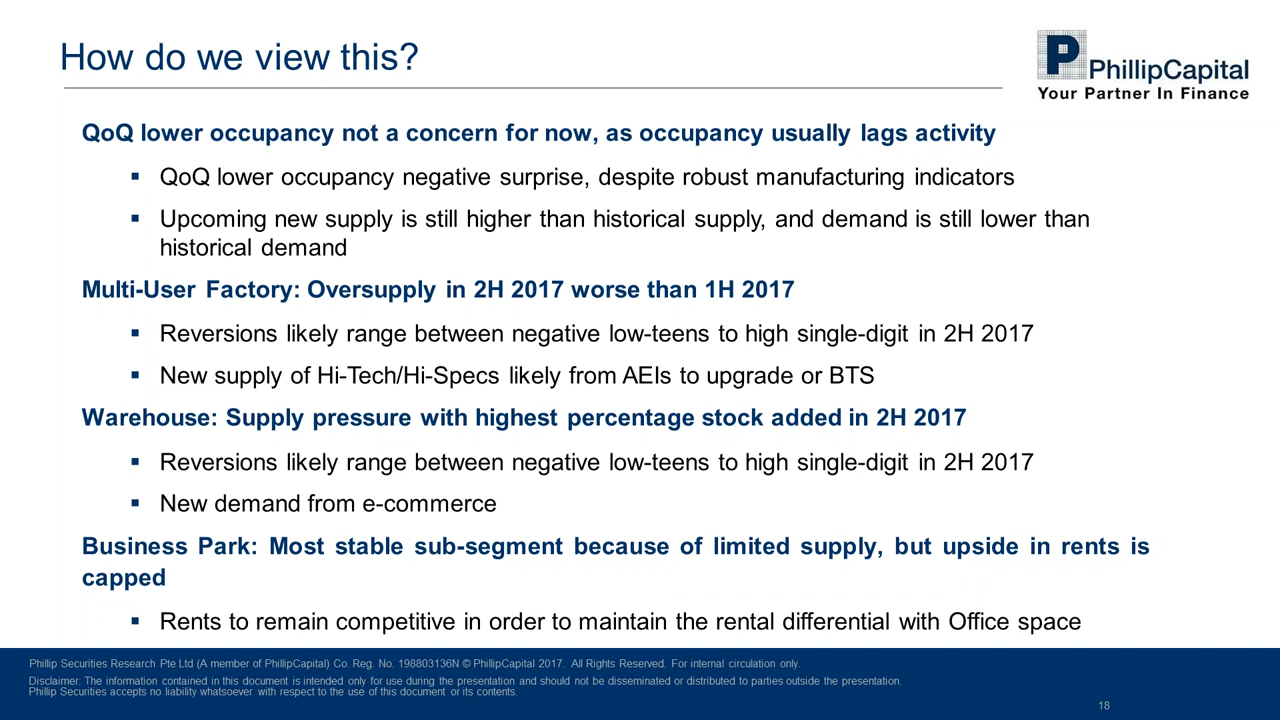 How do we view this?
P
PhillipCapital
Your Partner In Finance
QoQ lower occupancy not a concern for now, as occupancy usually lags activity
▪ QoQ lower occupancy negative surprise, despite robust manufacturing indicators
▪ Upcoming new supply is still higher than historical supply, and demand is still lower than
historical demand
Multi-User Factory: Oversupply in 2H 2017 worse than 1H 2017
▪ Reversions likely range between negative low-teens to high single-digit in 2H 2017
▪ New supply of Hi-Tech/Hi-Specs likely from AEIs to upgrade or BTS
Warehouse: Supply pressure with highest percentage stock added in 2H 2017
▪ Reversions likely range between negative low-teens to high single-digit in 2H 2017
▪ New demand from e-commerce
Business Park: Most stable sub-segment because of limited supply, but upside in rents is
capped
▪ Rents to remain competitive in order to maintain the rental differential with Office space
Phillip Securities Research Pte Ltd (A member of PhillipCapital) Co. Reg. No. 198803136N © PhillipCapital 2017. All Rights Reserved. For internal circulation only.
Disclaimer: The information contained in this document is intended only for use during the presentation and should not be disseminated or distributed to parties outside the presentation.
Phillip Securities accepts no liability whatsoever with respect to the use of this document or its contents.
18